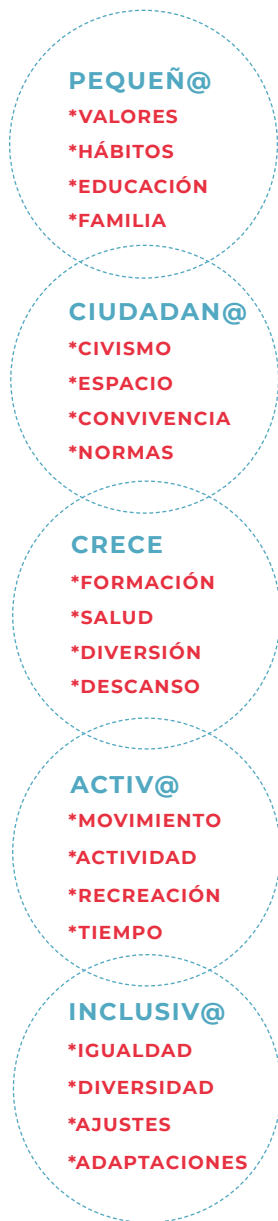 PEQUEÑ@
*VALORES
*HÁBITOS
*EDUCACIÓN
*FAMILIA
CIUDADAN@
*CIVISMO
*ESPACIO
*CONVIVENCIA
*NORMAS
CRECE
*FORMACIÓN
*SALUD
*DIVERSIÓN
*DESCANSO
ACTIV@
*MOVIMIENTO
*ACTIVIDAD
*RECREACIÓN
*TIEMPO
INCLUSIV@
*IGUALDAD
*DIVERSIDAD
*AJUSTES
*ADAPTACIONES